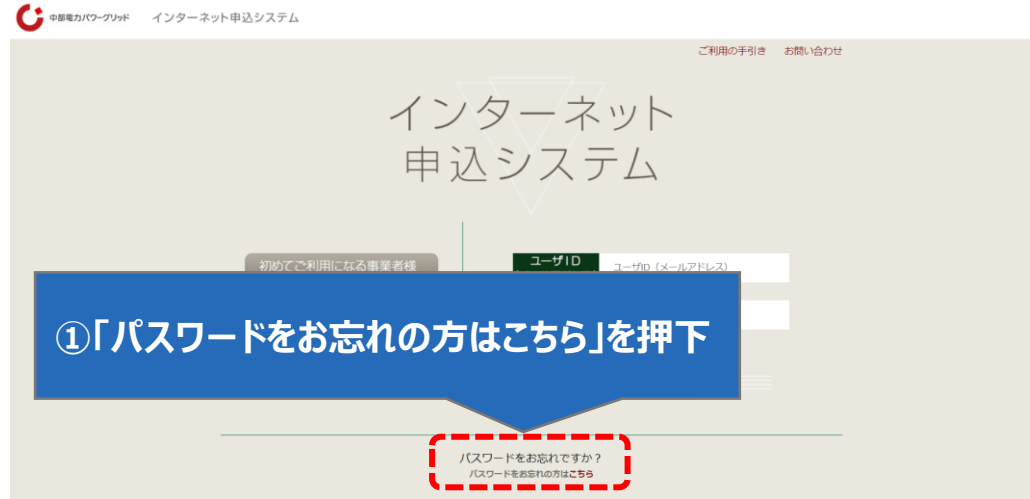 中部電力パワーグリッド インターネット申込システム
ご利用の手引き お問い合わせ
インターネット
申込システム
初めてご利用になる事業者様
ユーザID ユーザID（メールアドレス）
①「パスワードをお忘れの方はこちら」を押下
パスワードをお忘れですか？
パスワードをお忘れの方はこちら